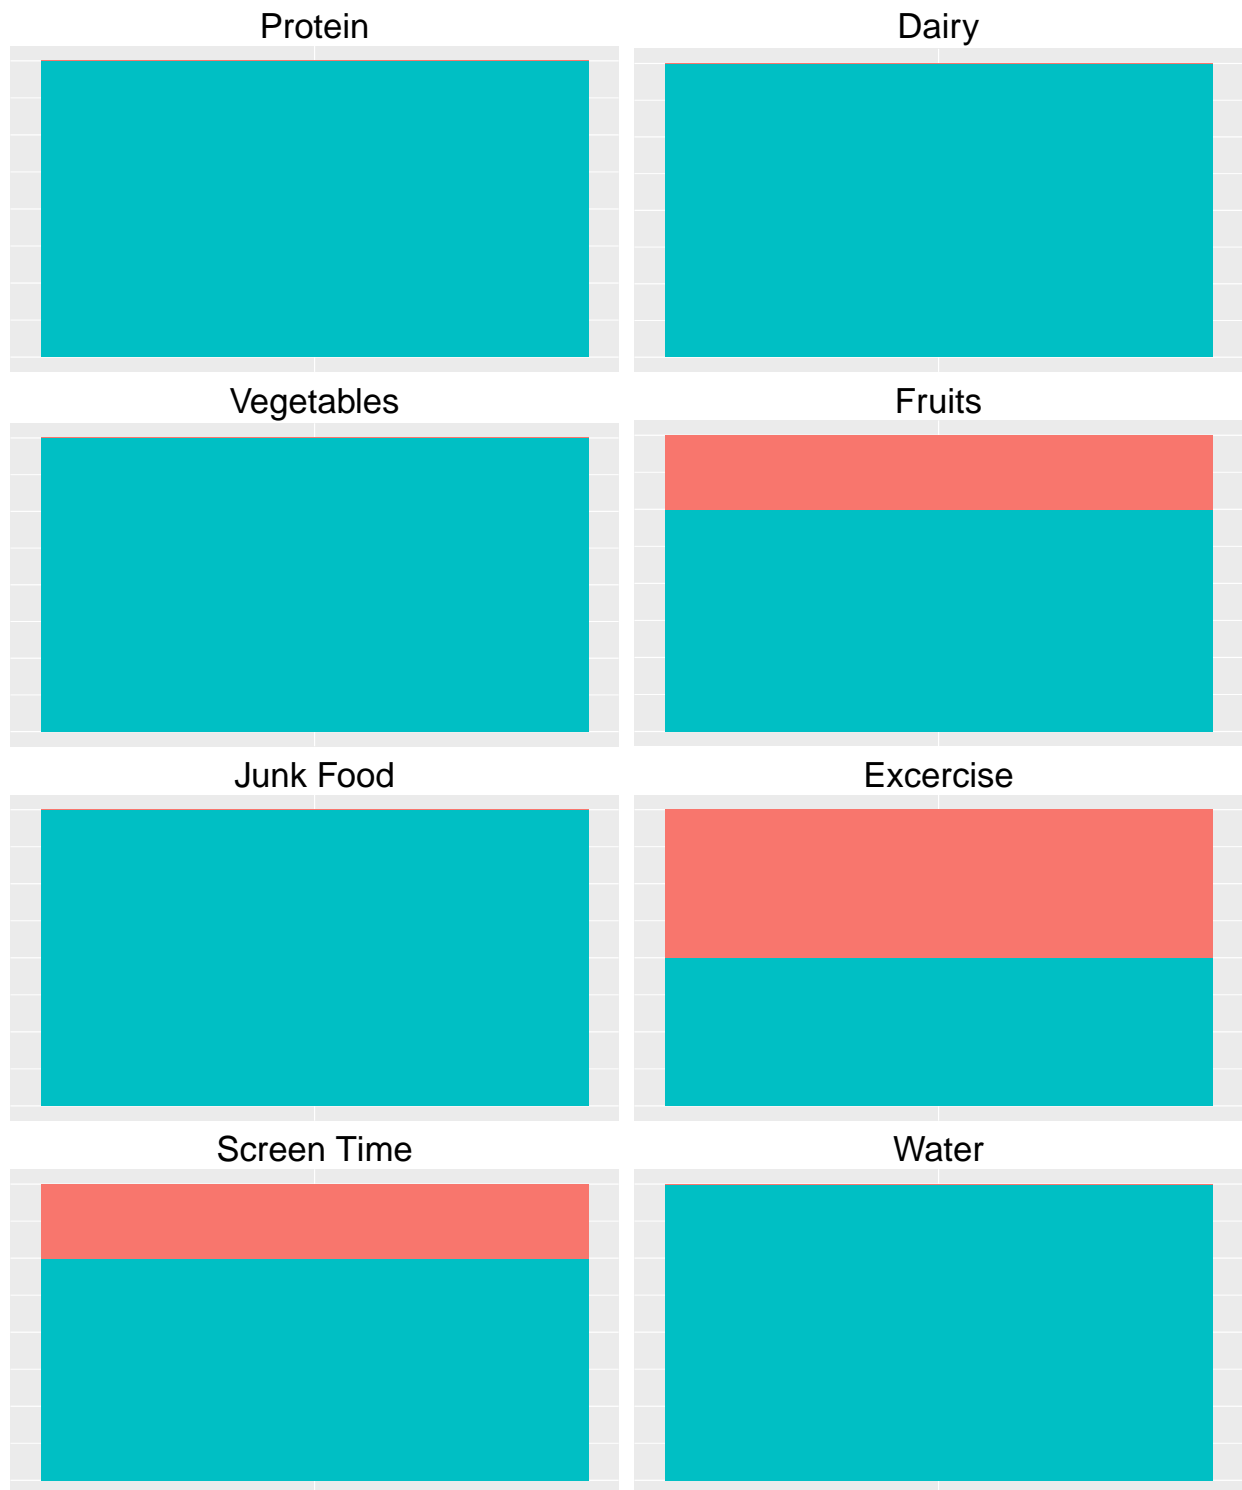 Protein
Dairy
Vegetables
Fruits
Junk Food
Excercise
Screen Time
Water